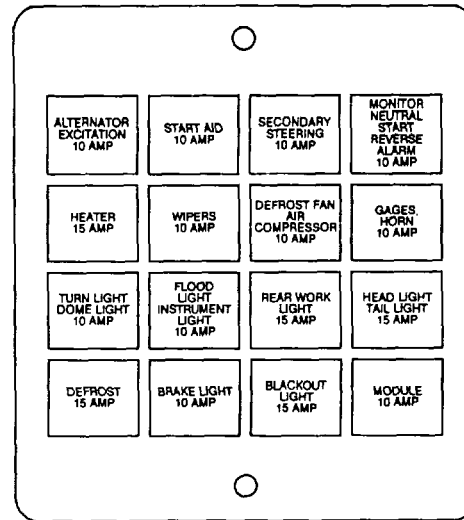 ALTERNATOR
EXCITATION
10 AMP
START AID
10 AMP
SECONDARY
STEERING
10 AMP
MONITOR
NEUTRAL
START
REVERSE
ALARM
10 AMP
HEATER
15 AMP
WIPERS
10 AMP
DEFROST FAN
AIR
COMPRESSOR
10 AMP
GAGES,
HORN
10 AMP
TURN LIGHT
DOME LIGHT
10 AMP
FLOOD
LIGHT
INSTRUMENT
LIGHT
10 AMP
REAR WORK
LIGHT
15 AMP
HEAD LIGHT
TAIL LIGHT
15 AMP
DEFROST
15 AMP
BRAKE LIGHT
10 AMP
BLACKOUT
LIGHT
15 AMP
MODULE
10 AMP